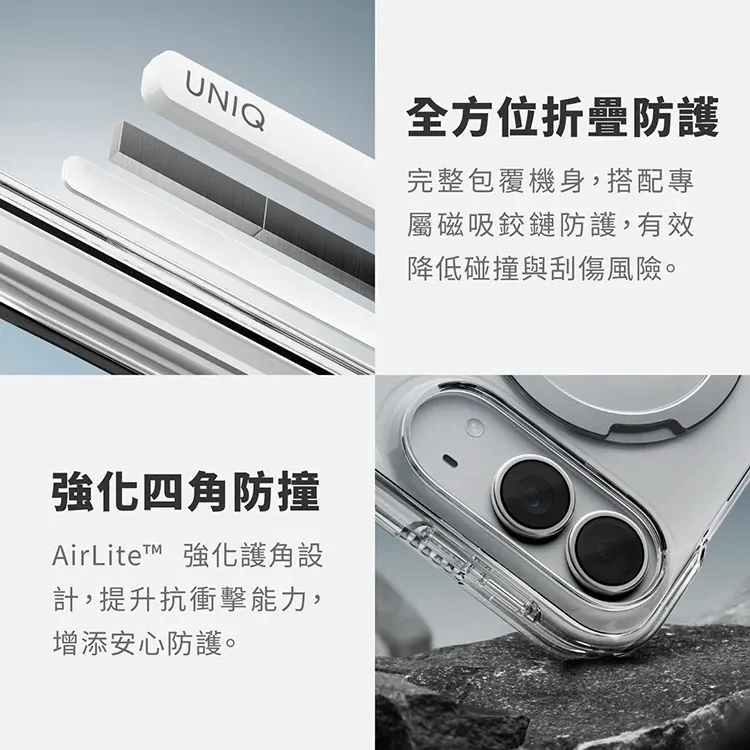 UNIQ
全方位折疊防護
完整包覆機身，搭配專
屬磁吸鉸鏈防護，有效
降低碰撞與刮傷風險。
強化四角防撞
AirLite™ 強化護角設
計，提升抗衝擊能力，
增添安心防護。